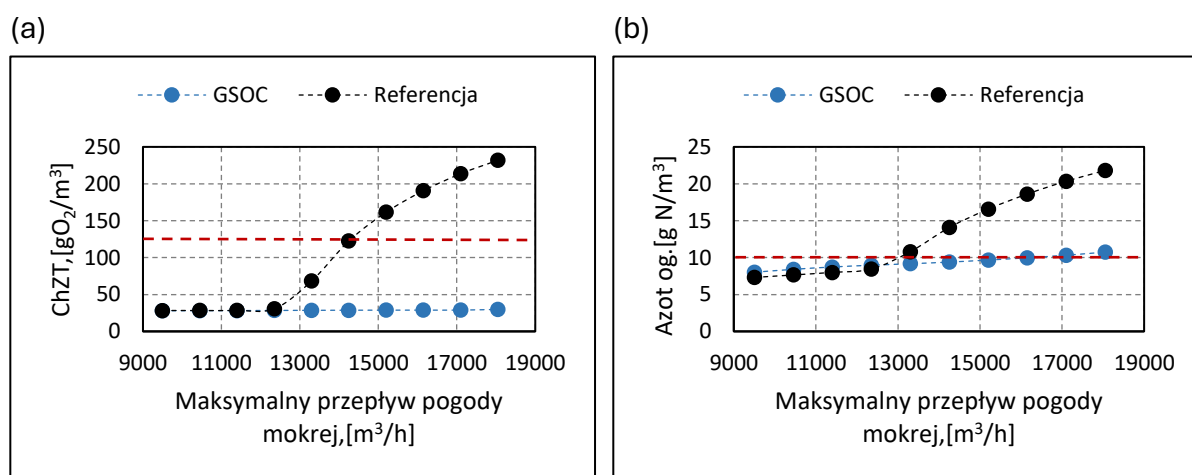 (a)
GSOC Referencja
ChZT,[gO₂/m³]
250
200
150
100
50
0
9000 11000 13000 15000 17000 19000
Maksymalny przepływ pogody
mokrej,[m³/h]
(b)
GSOC Referencja
Azot og,[g N/m³]
25
20
15
10
5
0
9000 11000 13000 15000 17000 19000
Maksymalny przepływ pogody
mokrej,[m³/h]